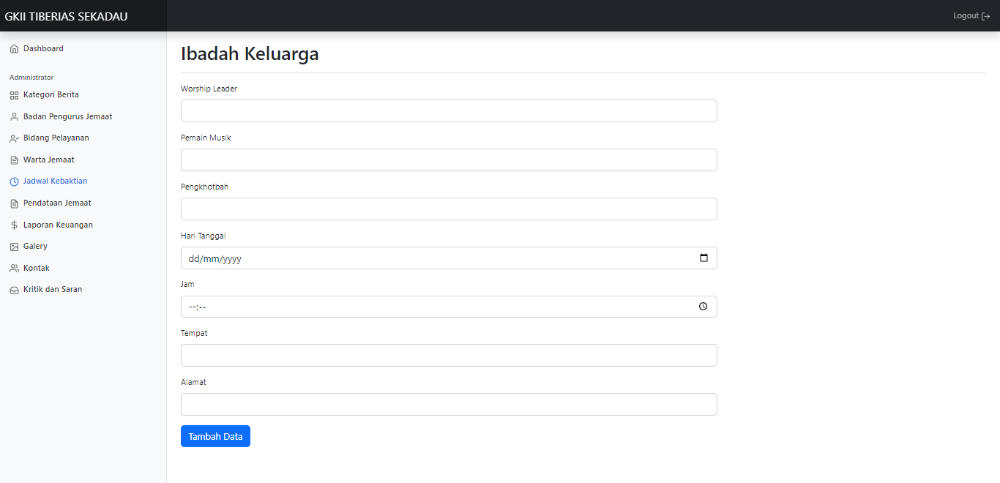 GKII TIBERIAS SEKADAU
Logout
Dashboard
Administrator
Kategori Berita
Badan Pengurus Jemaat
Bidang Pelayanan
Warta Jemaat
Jadwal Kebaktian
Pendataan Jemaat
Laporan Keuangan
Galery
Kontak
Kritik dan Saran
Ibadah Keluarga
Worship Leader
Pemain Musik
Pengkhotbah
Hari Tanggal
dd/mm/yyyy
Jam
--:--
Tempat
Alamat
Tambah Data